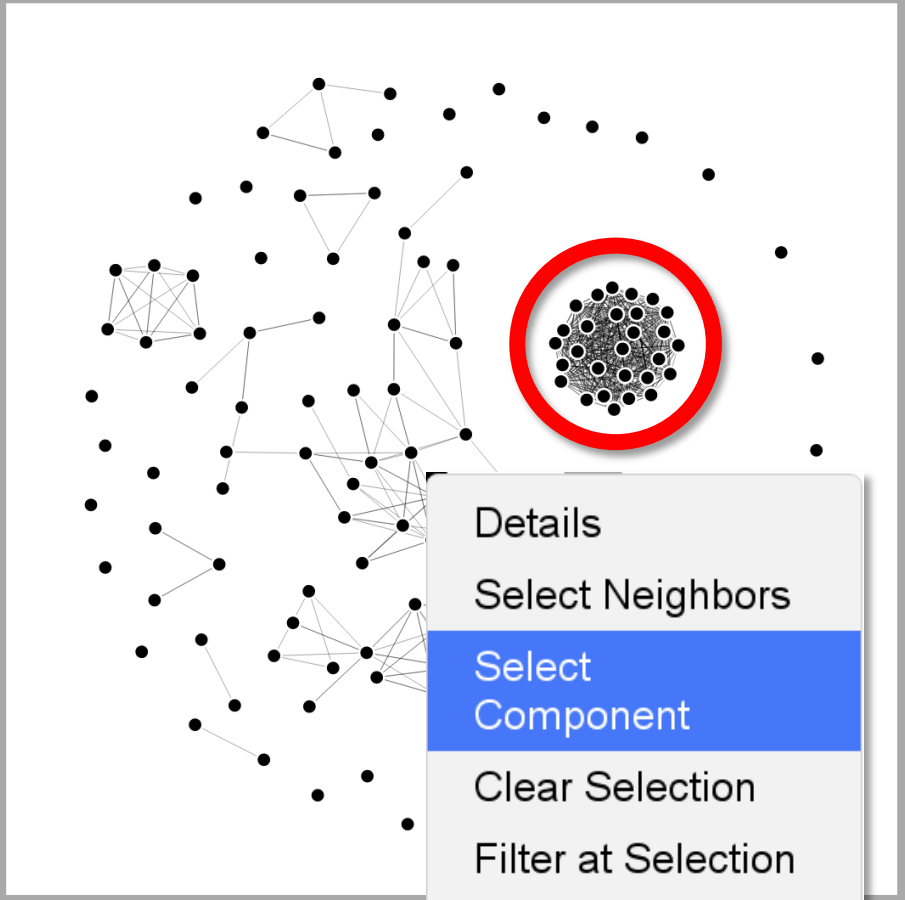 Details
Select Neighbors
Select
Component
Clear Selection
Filter at Selection